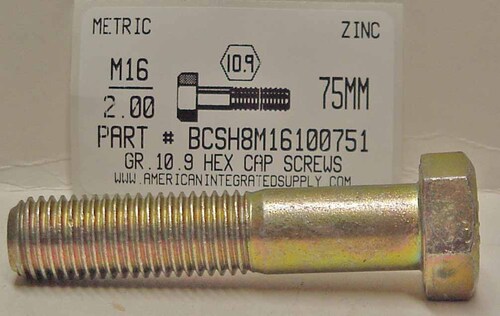 METRIC ZINC
M16 10.9
2.00 75MM
PART # BCSH8M16100751
GR.10.9 HEX CAP SCREWS
WWW.AMERICANINTEGRATEDSUPPLY.COM